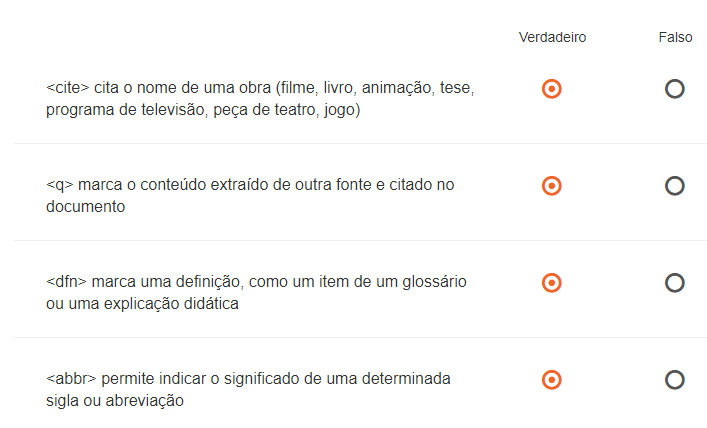 Verdadeiro Falso
<cite> cita o nome de uma obra (filme, livro, animação, tese,
programa de televisão, peça de teatro, jogo)
<q> marca o conteúdo extraído de outra fonte e citado no
documento
<dfn> marca uma definição, como um item de um glossário
ou uma explicação didática
<abbr> permite indicar o significado de uma determinada
sigla ou abreviação